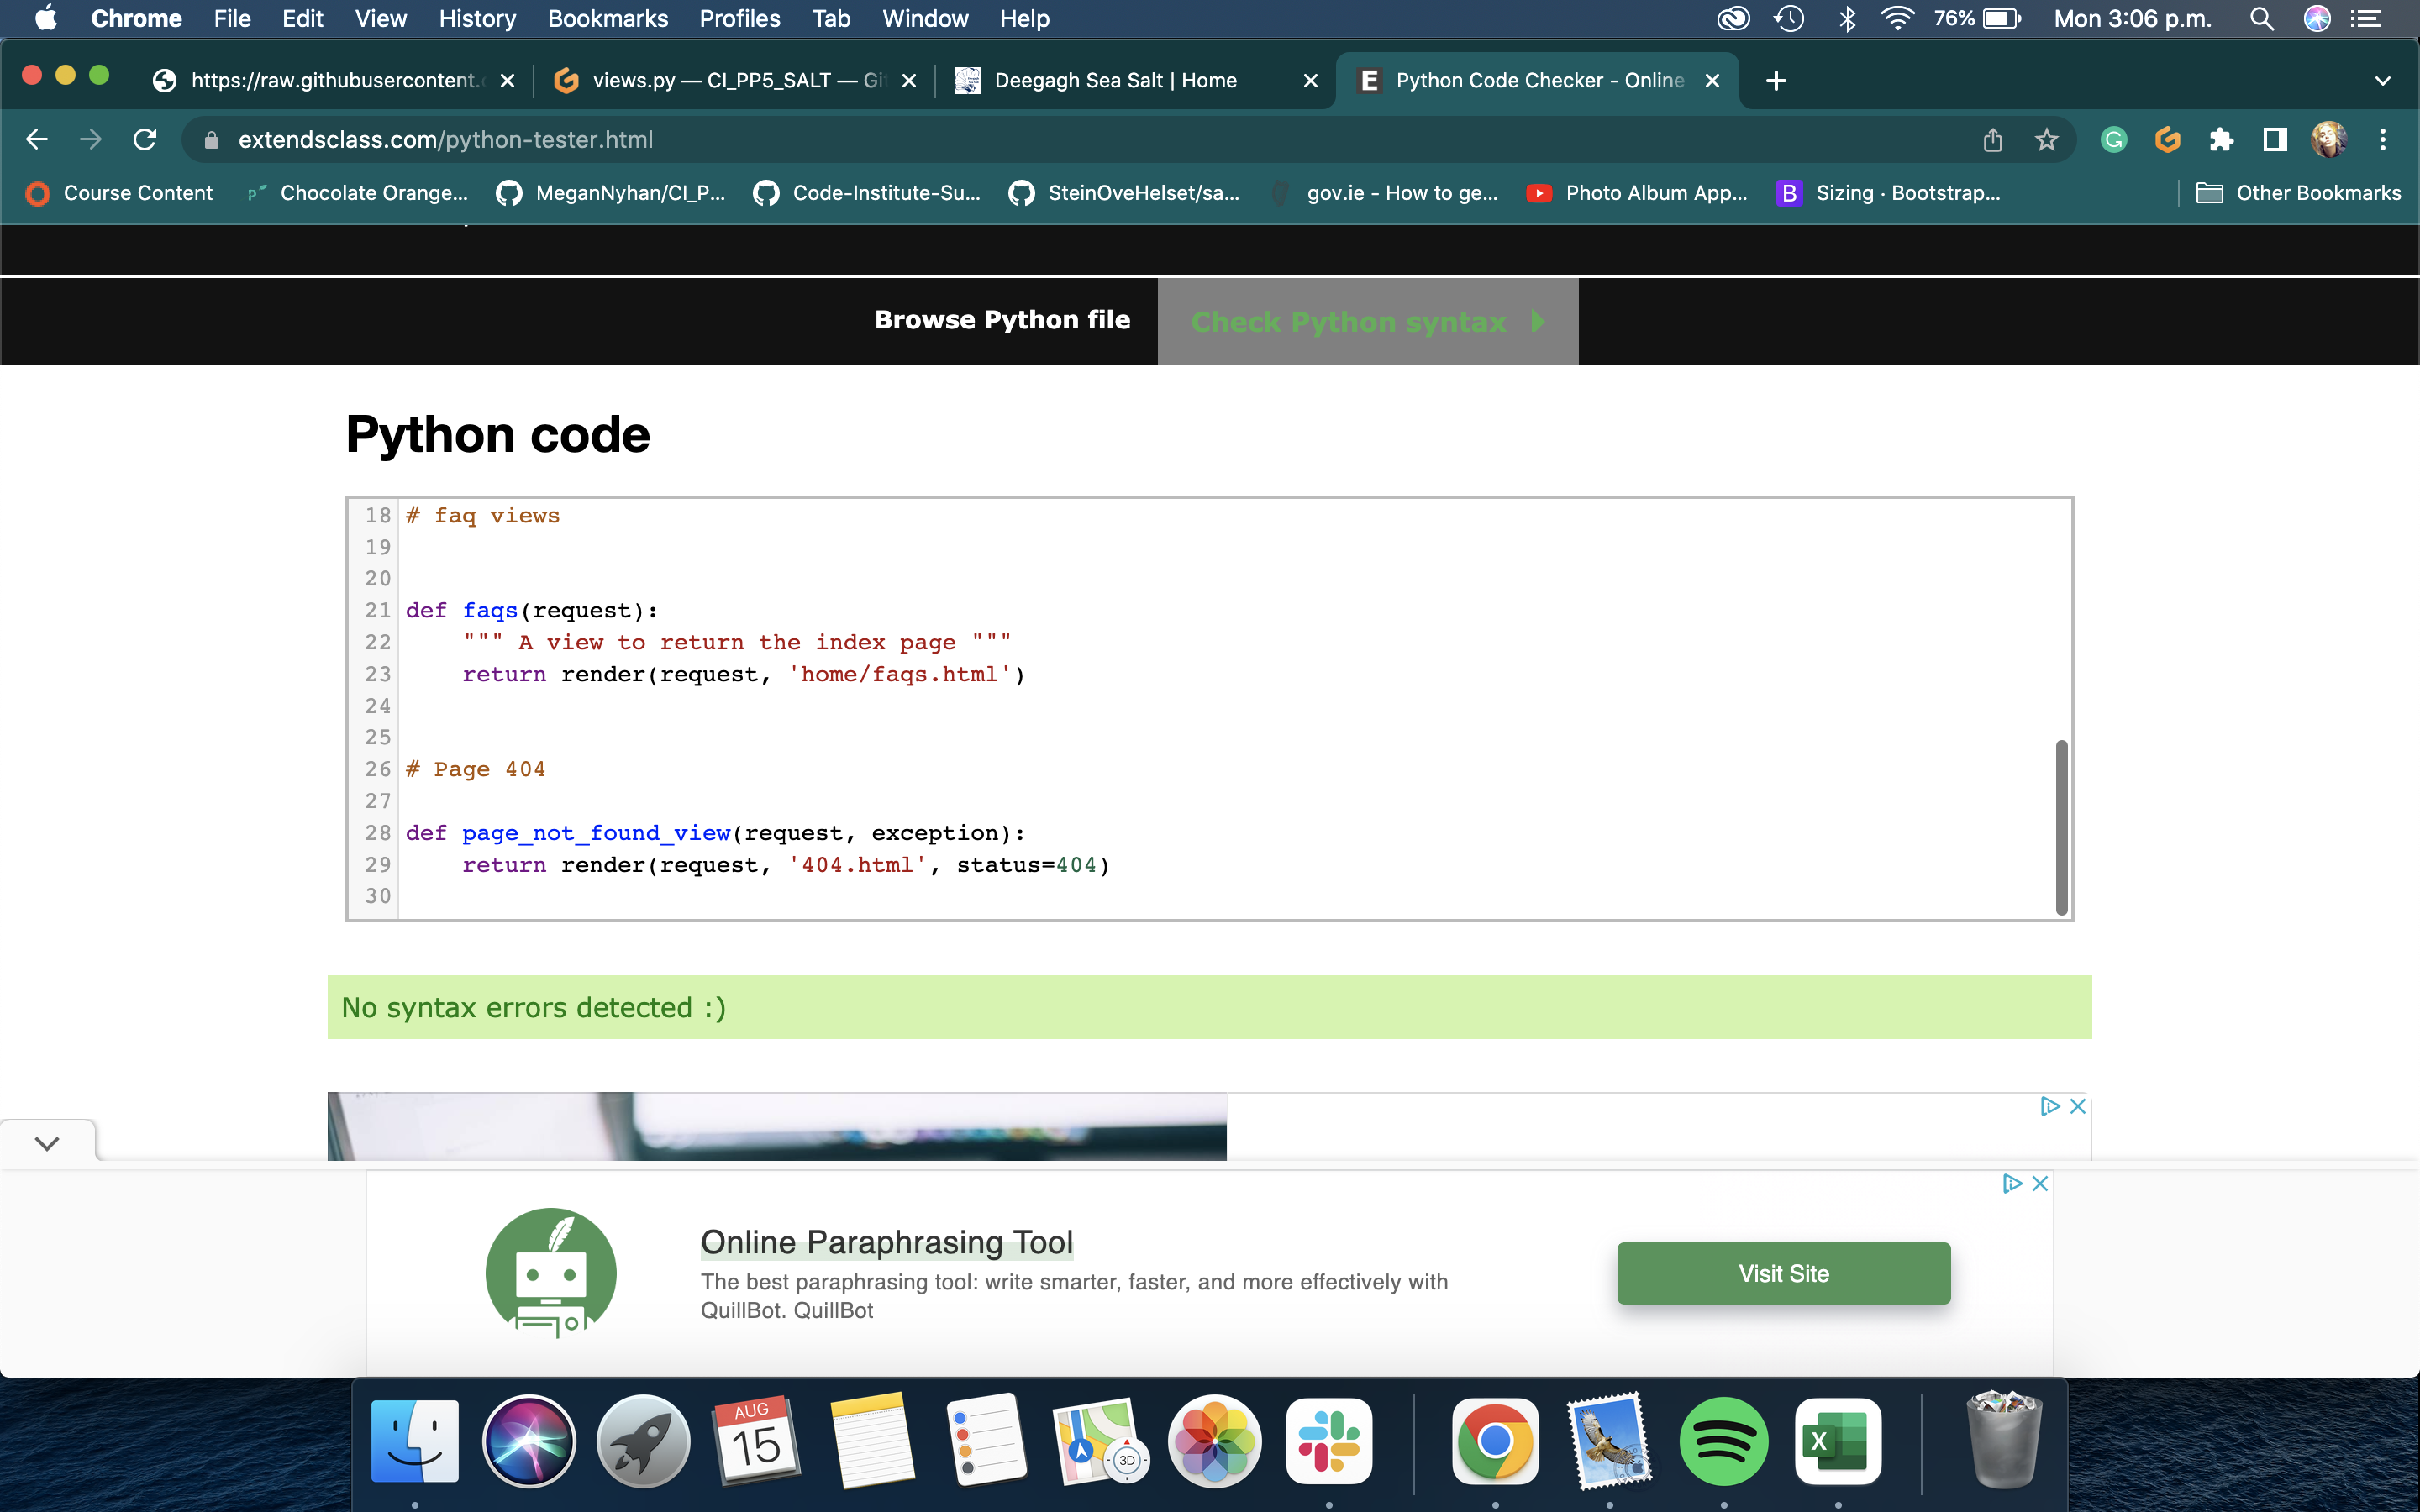 Chrome File Edit View History Bookmarks Profiles Tab Window Help 76% Mon 3:06 p.m.
https://raw.githubusercontent. views.py — CI_PP5_SALT — Gi Deegagh Sea Salt | Home E Python Code Checker - Online
extendsclass.com/python-tester.html
Course Content Chocolate Orange... MeganNyhan/CI_P... Code-Institute-Su... SteinOveHelset/sa... gov.ie - How to ge... Photo Album App... B Sizing · Bootstrap... Other Bookmarks
Browse Python file Check Python syntax
Python code
18 # faq views
19
20
21 def faqs(request):
22 """ A view to return the index page """
23 return render(request, 'home/faqs.html')
24
25
26 # Page 404
27
28 def page_not_found_view(request, exception):
29 return render(request, '404.html', status=404)
30
No syntax errors detected :)
Online Paraphrasing Tool
The best paraphrasing tool: write smarter, faster, and more effectively with
QuillBot. QuillBot
Visit Site
AUG
15
3D
X